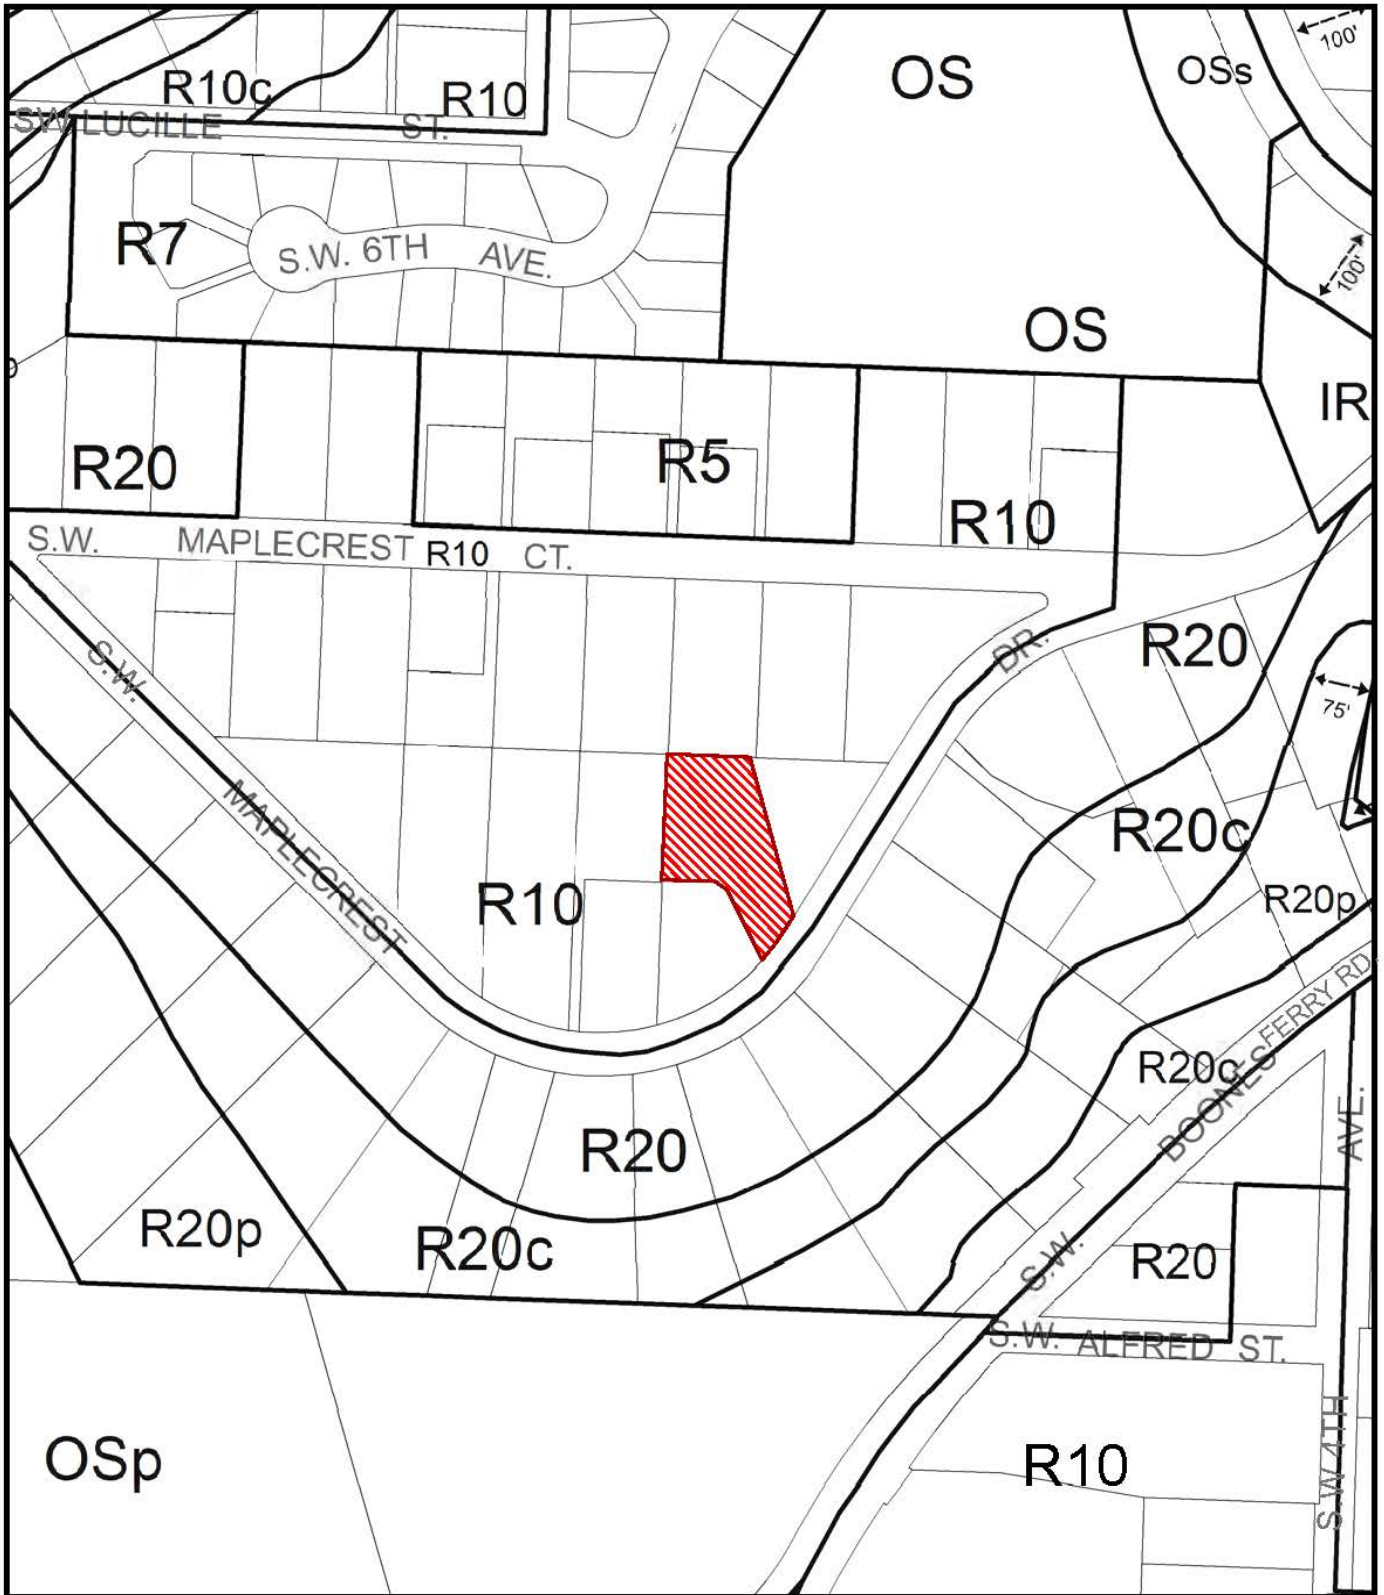 100'
OSs
OS
R10c
R10
SW LUCILLE ST.
R7
S.W. 6TH AVE.
100'
OS
IR
R20
R5
R10
S.W. MAPLECREST R10 CT.
DR.
R20
S.W.
75'
MAPLECREST
R20c
R10
R20p
FERRY RD
R20c
BOONES
AVE.
R20
R20p
R20c
S.W.
R20
S.W. ALFRED ST.
OSp
R10
S.W 4TH